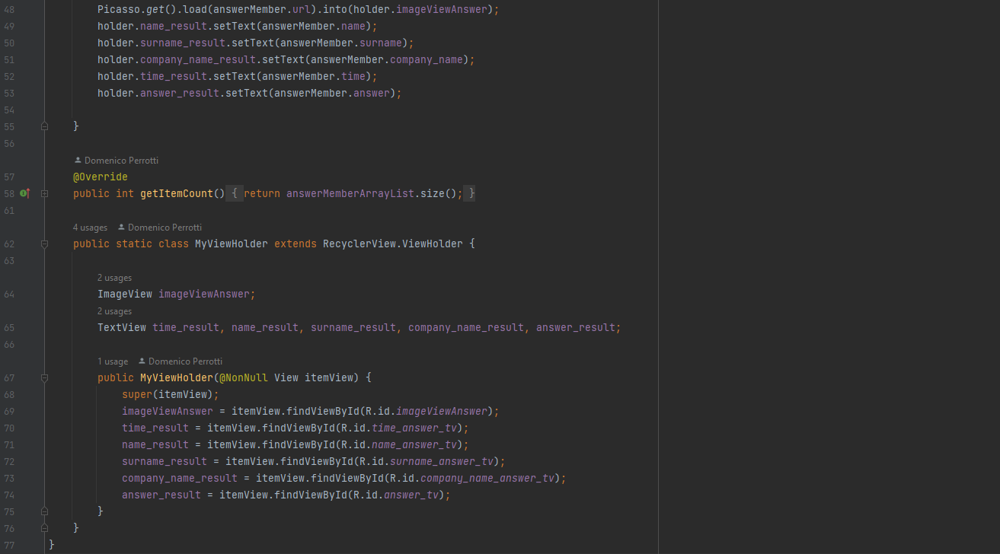 48 Picasso.get().load(answerMember.url).into(holder.imageViewAnswer);
49 holder.name_result.setText(answerMember.name);
50 holder.surname_result.setText(answerMember.surname);
51 holder.company_name_result.setText(answerMember.company_name);
52 holder.time_result.setText(answerMember.time);
53 holder.answer_result.setText(answerMember.answer);
54
55 }
56
Domenico Perrotti
57 @Override
58 public int getItemCount() { return answerMemberArrayList.size(); }
61
4 usages Domenico Perrotti
62 public static class MyViewHolder extends RecyclerView.ViewHolder {
63
2 usages
64 ImageView imageViewAnswer;
2 usages
65 TextView time_result, name_result, surname_result, company_name_result, answer_result;
66
1 usage Domenico Perrotti
67 public MyViewHolder(@NonNull View itemView) {
68 super(itemView);
69 imageViewAnswer = itemView.findViewById(R.id.imageViewAnswer);
70 time_result = itemView.findViewById(R.id.time_answer_tv);
71 name_result = itemView.findViewById(R.id.name_answer_tv);
72 surname_result = itemView.findViewById(R.id.surname_answer_tv);
73 company_name_result = itemView.findViewById(R.id.company_name_answer_tv);
74 answer_result = itemView.findViewById(R.id.answer_tv);
75 }
76 }
77 }